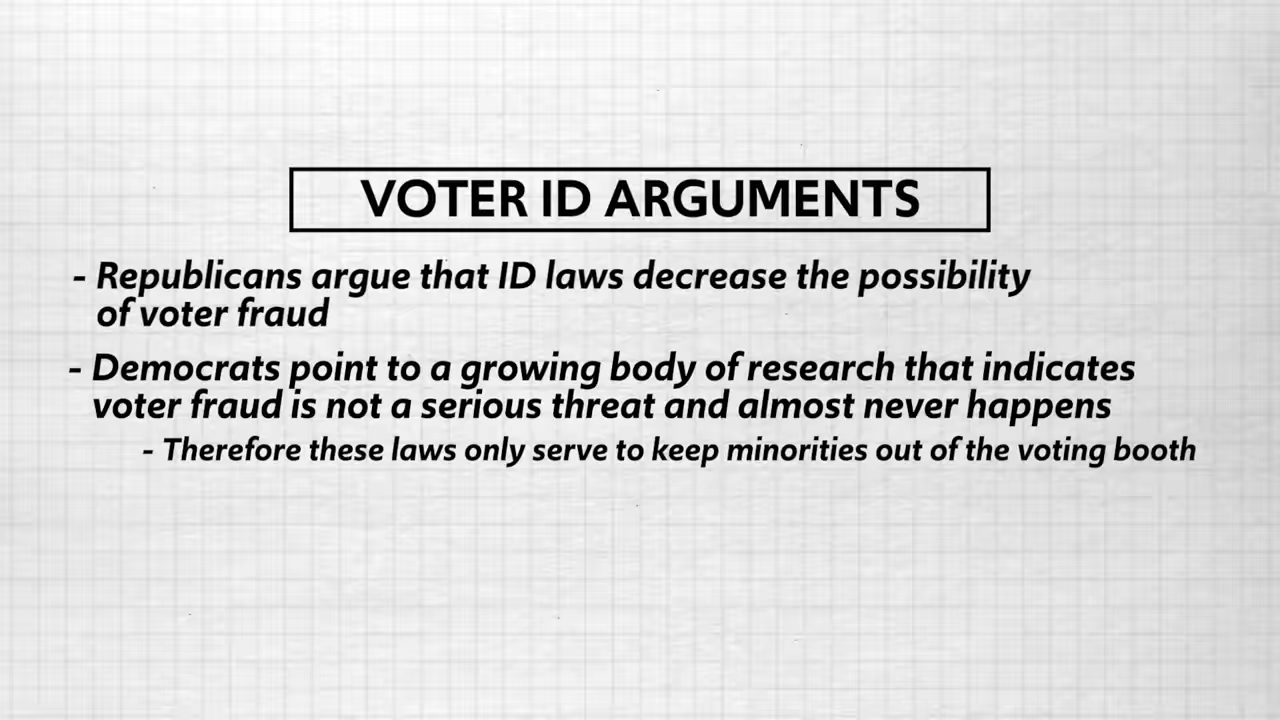 VOTER ID ARGUMENTS
- Republicans argue that ID laws decrease the possibility
of voter fraud
- Democrats point to a growing body of research that indicates
voter fraud is not a serious threat and almost never happens
- Therefore these laws only serve to keep minorities out of the voting booth